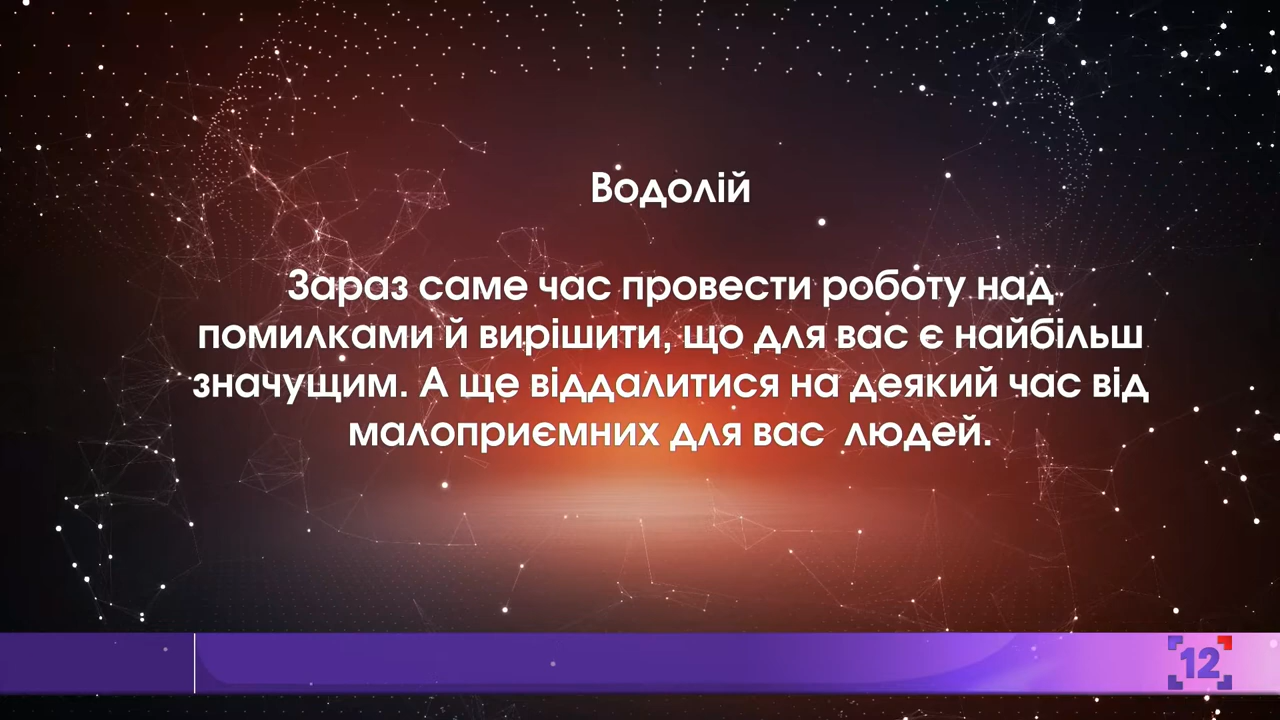 Водолій
Зараз саме час провести роботу над
помилками й вирішити, що для вас є найбільш
значущим. А ще віддалитися на деякий час від
малоприємних для вас  людей.
12